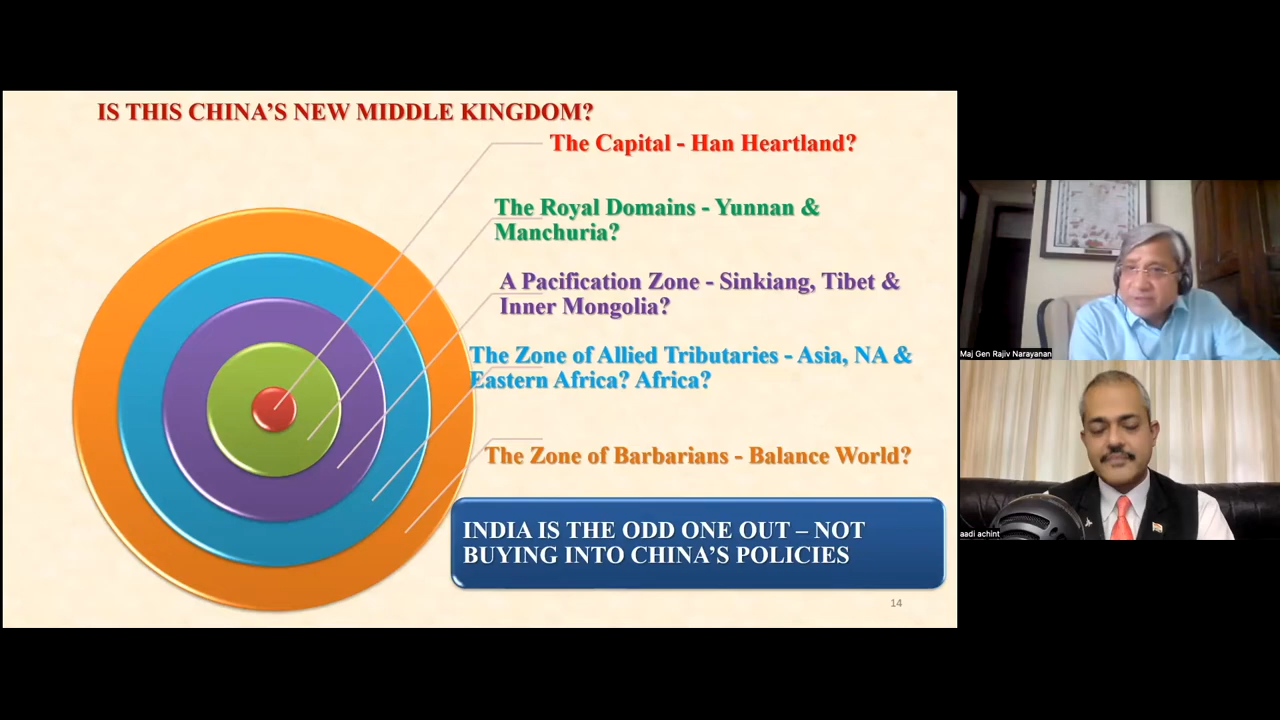 IS THIS CHINA'S NEW MIDDLE KINGDOM?
The Capital - Han Heartland?
The Royal Domains - Yunnan &
Manchuria?
A Pacification Zone - Sinkiang, Tibet &
Inner Mongolia?
The Zone of Allied Tributaries - Asia, NA &
Eastern Africa? Africa?
The Zone of Barbarians - Balance World?
INDIA IS THE ODD ONE OUT – NOT
BUYING INTO CHINA'S POLICIES
14
Maj Gen Rajiv Narayanan
aadi achint